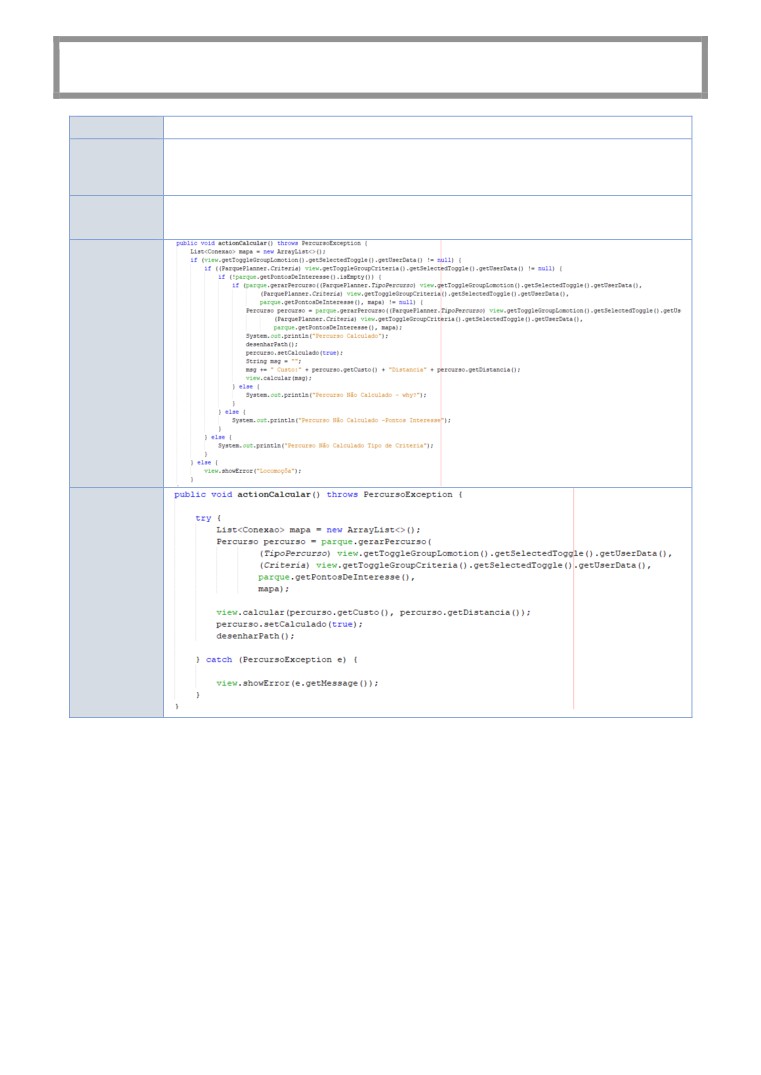 public void actionCalcular() throws PercursoException {
List<Conexao> mapa = new ArrayList<>();
if (view.getToggleGroupLomotion().getSelectedToggle().getUserData() != null) {
if ((ParquePlanner.Criteria) view.getToggleGroupCriteria().getSelectedToggle().getUserData() != null) {
if (!parque.getPontosDeInteresse().isEmpty()) {
if (parque.gerarPercurso((ParquePlanner.TipoPercurso) view.getToggleGroupLomotion().getSelectedToggle().getUserData(),
(ParquePlanner.Criteria) view.getToggleGroupCriteria().getSelectedToggle().getUserData(),
parque.getPontosDeInteresse(), mapa) != null) {
Percurso percurso = parque.gerarPercurso((ParquePlanner.TipoPercurso) view.getToggleGroupLomotion().getSelectedToggle().getUs
(ParquePlanner.Criteria) view.getToggleGroupCriteria().getSelectedToggle().getUserData(),
parque.getPontosDeInteresse(), mapa);
System.out.println("Percurso Calculado");
desenharPath();
percurso.setCalculado(true);
String msg = "";
msg += " Custo:" + percurso.getCusto() + "Distancia" + percurso.getDistancia();
view.calcular(msg);
} else {
System.out.println("Percurso Não Calculado - why?");
}
} else {
System.out.println("Percurso Não Calculado -Pontos Interesse");
}
} else {
System.out.println("Percurso Não Calculado Tipo de Criteria");
}
} else {
view.showError("Locomoção");
}
public void actionCalcular() throws PercursoException {
try {
List<Conexao> mapa = new ArrayList<>();
Percurso percurso = parque.gerarPercurso(
(TipoPercurso) view.getToggleGroupLomotion().getSelectedToggle().getUserData(),
(Criteria) view.getToggleGroupCriteria().getSelectedToggle().getUserData(),
parque.getPontosDeInteresse(),
mapa);
view.calcular(percurso.getCusto(), percurso.getDistancia());
percurso.setCalculado(true);
desenharPath();
} catch (PercursoException e) {
view.showError(e.getMessage());
}
}